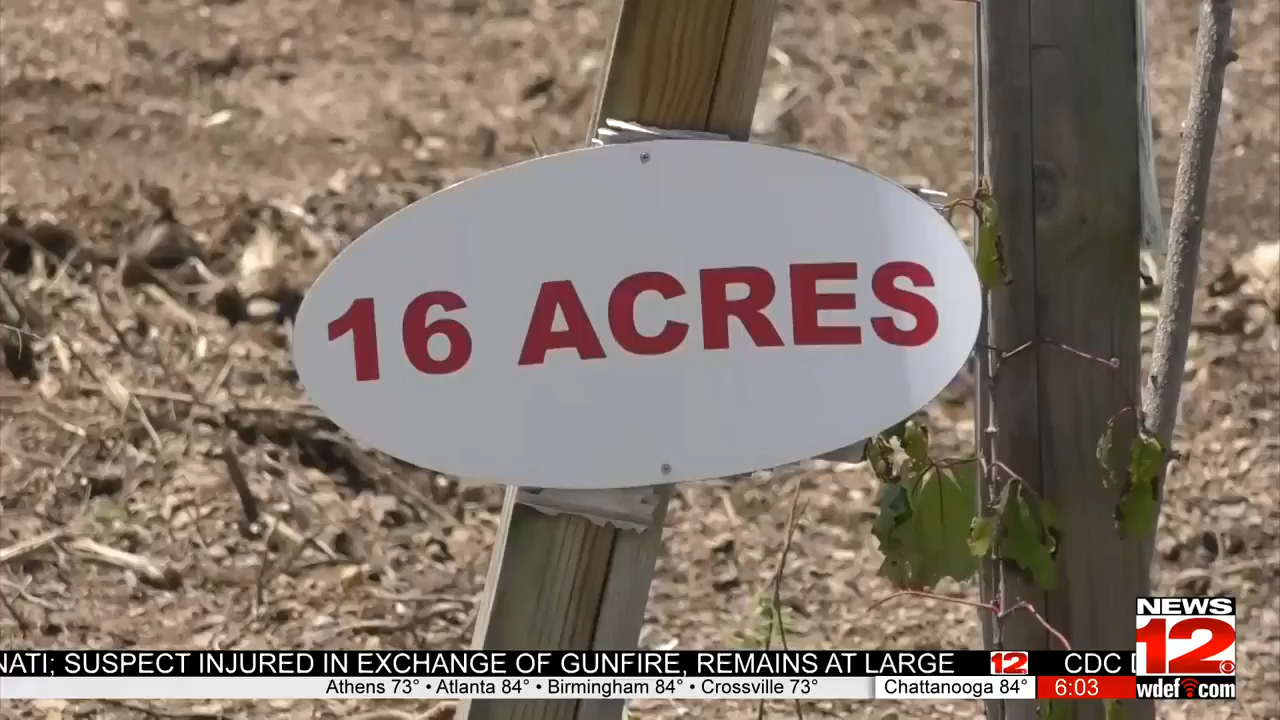 16 ACRES
NEWS
12
NATI; SUSPECT INJURED IN EXCHANGE OF GUNFIRE, REMAINS AT LARGE 12 CDC
Athens 73° • Atlanta 84° • Birmingham 84° • Crossville 73° Chattanooga 84° 6:03
wdef.com